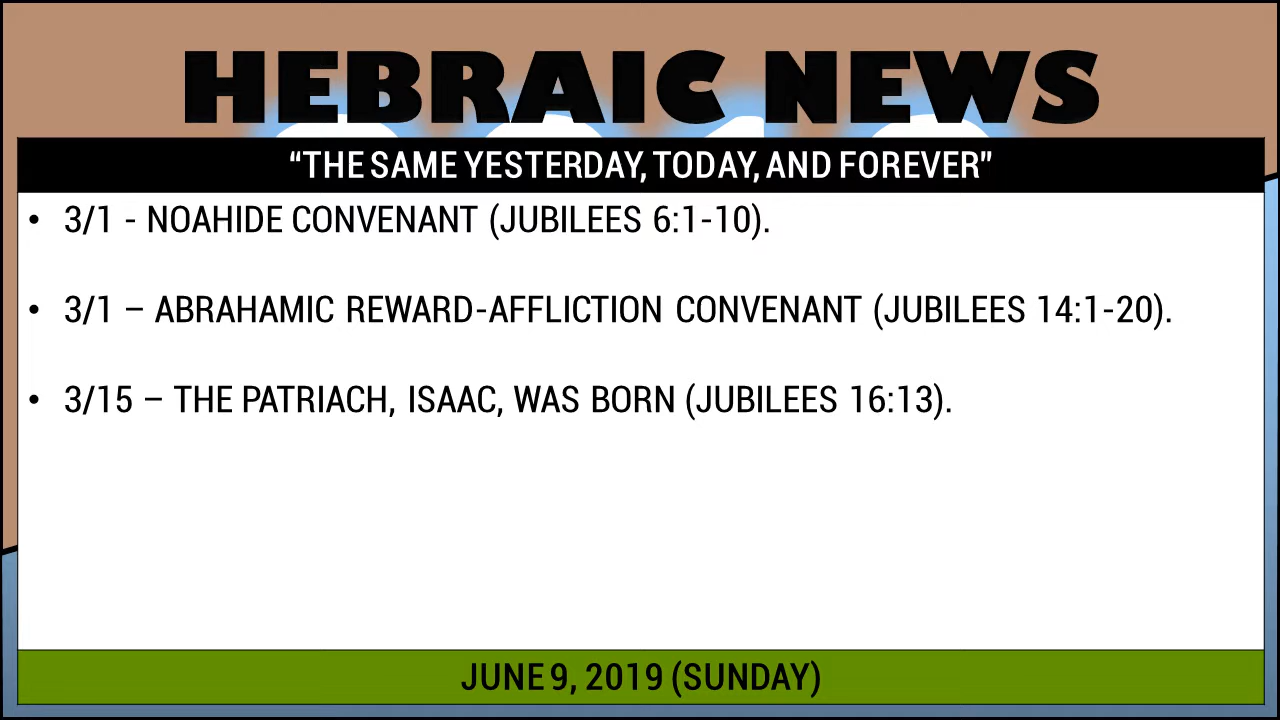 HEBRAIC NEWS
“THE SAME YESTERDAY, TODAY, AND FOREVER”
• 3/1 - NOAHIDE CONVENANT (JUBILEES 6:1-10).
• 3/1 – ABRAHAMIC REWARD-AFFLICTION CONVENANT (JUBILEES 14:1-20).
• 3/15 – THE PATRIACH, ISAAC, WAS BORN (JUBILEES 16:13).
JUNE 9, 2019 (SUNDAY)